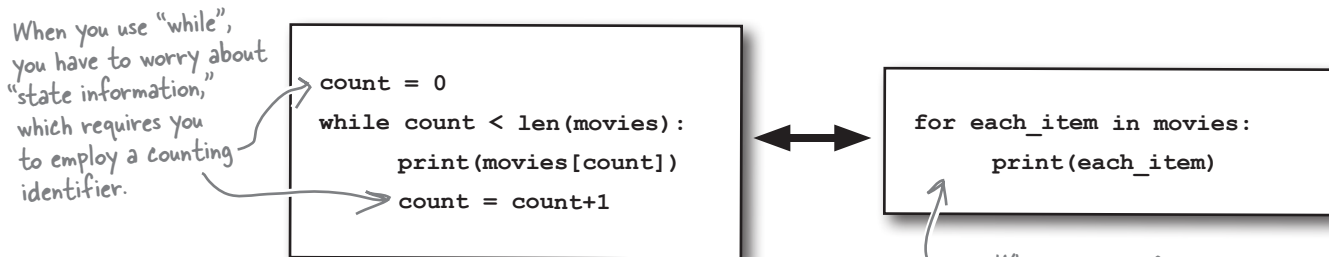 When you use “while”,
you have to worry about
“state information,”
which requires you
to employ a counting
identifier.
count = 0
while count < len(movies):
print(movies[count])
count = count+1
for each_item in movies:
print(each_item)